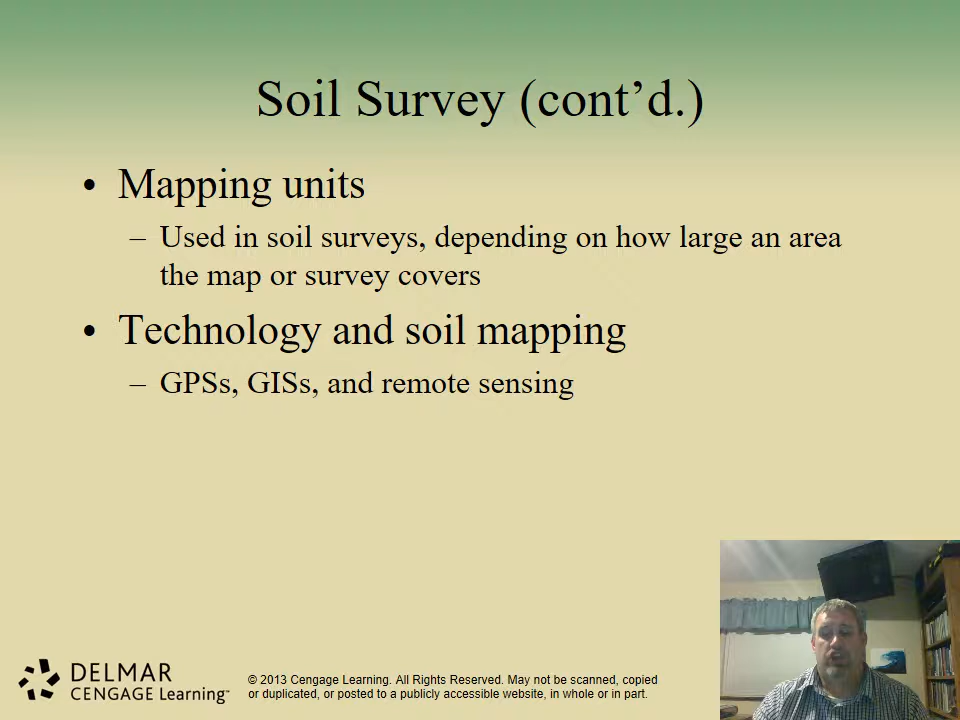 Soil Survey (cont’d.)
• Mapping units
– Used in soil surveys, depending on how large an area
the map or survey covers
• Technology and soil mapping
– GPSs, GISs, and remote sensing
DELMAR
CENGAGE Learning™
© 2013 Cengage Learning. All Rights Reserved. May not be scanned, copied
or duplicated, or posted to a publicly accessible website, in whole or in part.